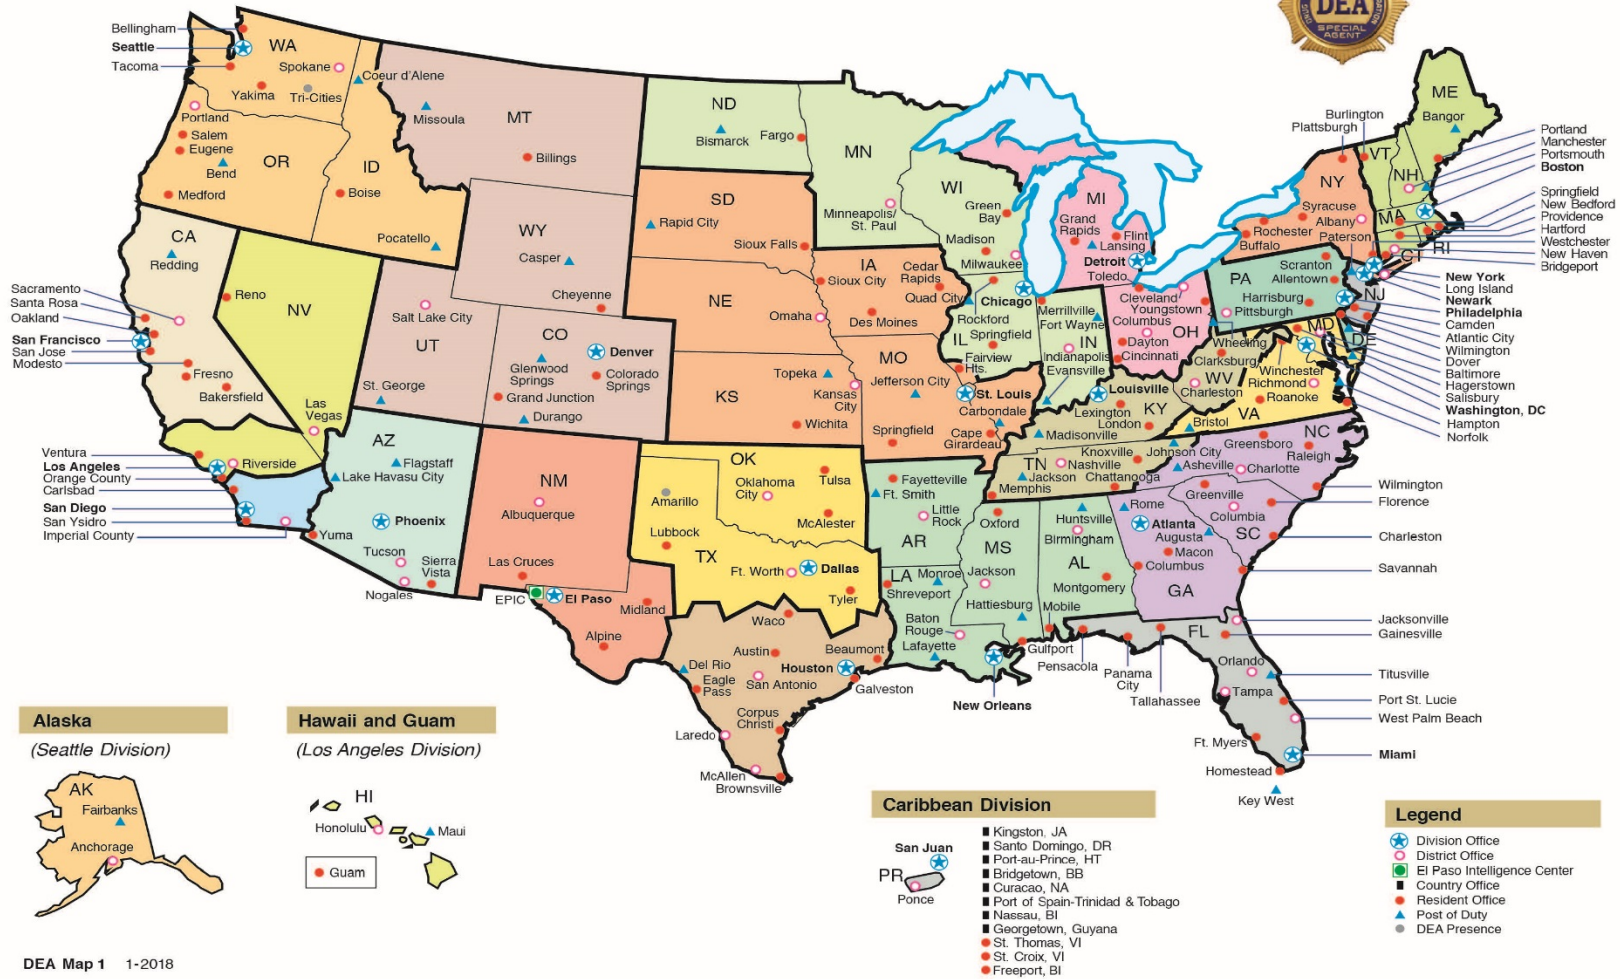 DEA
SPECIAL
AGENT
Bellingham
Seattle
Tacoma
WA
Spokane
Yakima
Tri-Cities
Coeur d'Alene
Portland
Salem
Eugene
Bend
OR
Medford
ID
Boise
Pocatello
Missoula
MT
Billings
WY
Casper
Cheyenne
ND
Bismarck
Fargo
SD
Rapid City
Sioux Falls
MN
Minneapolis/
St. Paul
WI
Green
Bay
Madison
Milwaukee
MI
Grand
Rapids
Flint
Lansing
Detroit
Toledo
CA
Redding
Sacramento
Santa Rosa
Oakland
San Francisco
San Jose
Modesto
Fresno
Bakersfield
Reno
NV
Las
Vegas
Salt Lake City
UT
St. George
CO
Denver
Glenwood
Springs
Colorado
Springs
Grand Junction
Durango
NE
Omaha
KS
Topeka
Wichita
IA
Sioux City
Cedar
Rapids
Quad City
Des Moines
MO
Jefferson City
Kansas
City
Springfield
Cape
Girardeau
St. Louis
Chicago
Rockford
Springfield
IL
Fairview
Hts.
Carbondale
Merrillville
Fort Wayne
IN
Indianapolis
Evansville
Cleveland
Youngstown
Columbus
OH
Dayton
Cincinnati
Louisville
Lexington
London
KY
Madisonville
TN
Nashville
Knoxville
Johnson City
Jackson
Memphis
Chattanooga
Wheeling
Clarksburg
WV
Charleston
Winchester
Richmond
Roanoke
VA
Bristol
MD
DE
PA
Scranton
Allentown
Harrisburg
Pittsburgh
NJ
NY
Syracuse
Albany
Rochester
Buffalo
Paterson
Burlington
Plattsburgh
VT
NH
MA
RI
CT
ME
Bangor
Portland
Manchester
Portsmouth
Boston
Springfield
New Bedford
Providence
Hartford
Westchester
New Haven
Bridgeport
New York
Long Island
Newark
Philadelphia
Camden
Atlantic City
Wilmington
Dover
Baltimore
Hagerstown
Salisbury
Washington, DC
Hampton
Norfolk
Ventura
Los Angeles
Orange County
Carlsbad
San Diego
San Ysidro
Imperial County
Riverside
AZ
Flagstaff
Lake Havasu City
Phoenix
Yuma
Tucson
Sierra
Vista
Nogales
NM
Albuquerque
Las Cruces
EPIC
El Paso
Midland
Alpine
OK
Oklahoma
City
Tulsa
McAlester
Amarillo
Lubbock
TX
Ft. Worth
Dallas
Tyler
Waco
Austin
Houston
Beaumont
San Antonio
Galveston
Del Rio
Eagle
Pass
Corpus
Christi
Laredo
McAllen
Brownsville
Fayetteville
Ft. Smith
Little
Rock
AR
LA
Monroe
Shreveport
Baton
Rouge
Lafayette
New Orleans
Oxford
MS
Jackson
Hattiesburg
Gulfport
Huntsville
Birmingham
AL
Montgomery
Mobile
Rome
Atlanta
Augusta
Macon
Columbus
GA
NC
Greensboro
Raleigh
Asheville
Charlotte
Greenville
Columbia
SC
Wilmington
Florence
Charleston
Savannah
Jacksonville
Gainesville
FL
Pensacola
Panama
City
Tallahassee
Orlando
Titusville
Tampa
Port St. Lucie
West Palm Beach
Ft. Myers
Miami
Homestead
Key West
Alaska
(Seattle Division)
AK
Fairbanks
Anchorage
Hawaii and Guam
(Los Angeles Division)
HI
Honolulu
Maui
Guam
Caribbean Division
San Juan
PR
Ponce
Kingston, JA
Santo Domingo, DR
Port-au-Prince, HT
Bridgetown, BB
Curacao, NA
Port of Spain-Trinidad & Tobago
Nassau, BI
Georgetown, Guyana
St. Thomas, VI
St. Croix, VI
Freeport, BI
Legend
Division Office
District Office
El Paso Intelligence Center
Country Office
Resident Office
Post of Duty
DEA Presence
DEA Map 1 1-2018